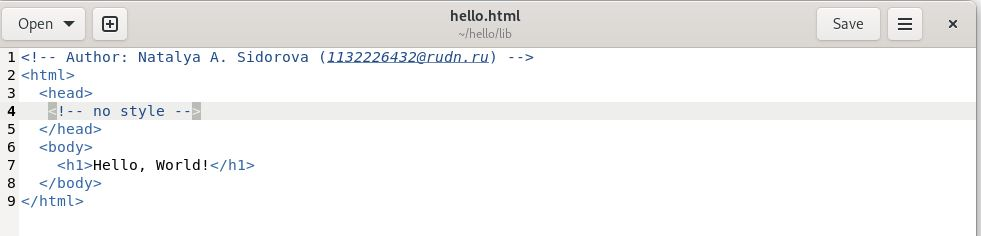 Open
hello.html
~/hello/lib
Save
1 <!-- Author: Natalya A. Sidorova (1132226432@rudn.ru) -->
2 <html>
3   <head>
4    <!-- no style -->
5   </head>
6   <body>
7     <h1>Hello, World!</h1>
8   </body>
9 </html>